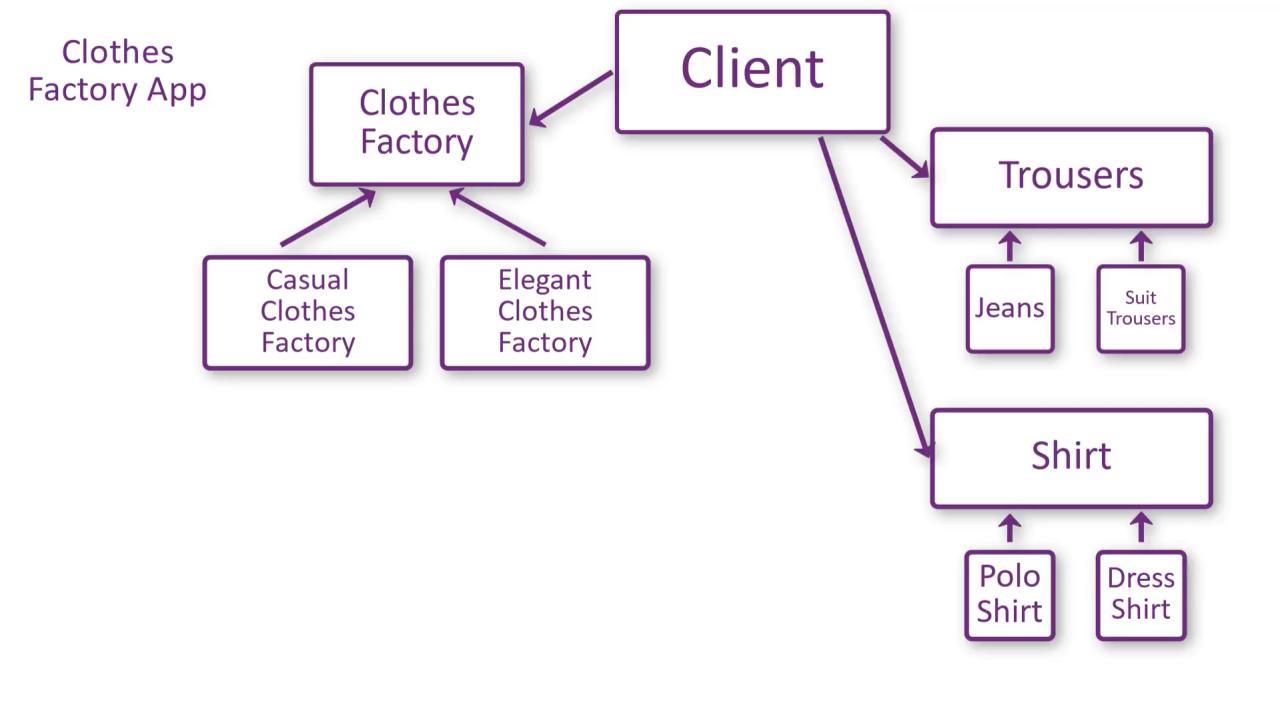 Clothes
Factory App
Client
Clothes
Factory
Trousers
Casual
Clothes
Factory
Elegant
Clothes
Factory
Jeans
Suit
Trousers
Shirt
Polo
Shirt
Dress
Shirt